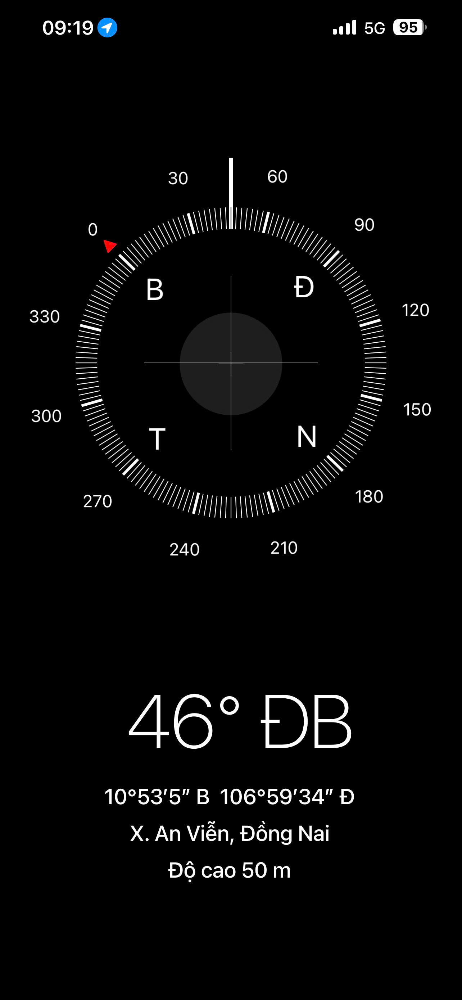 09:19 5G 95
30 60
0 90
330 120
B Đ
300 150
T N
270 180
240 210
46° ĐB
10°53’5” B 106°59’34” Đ
X. An Viễn, Đồng Nai
Độ cao 50 m